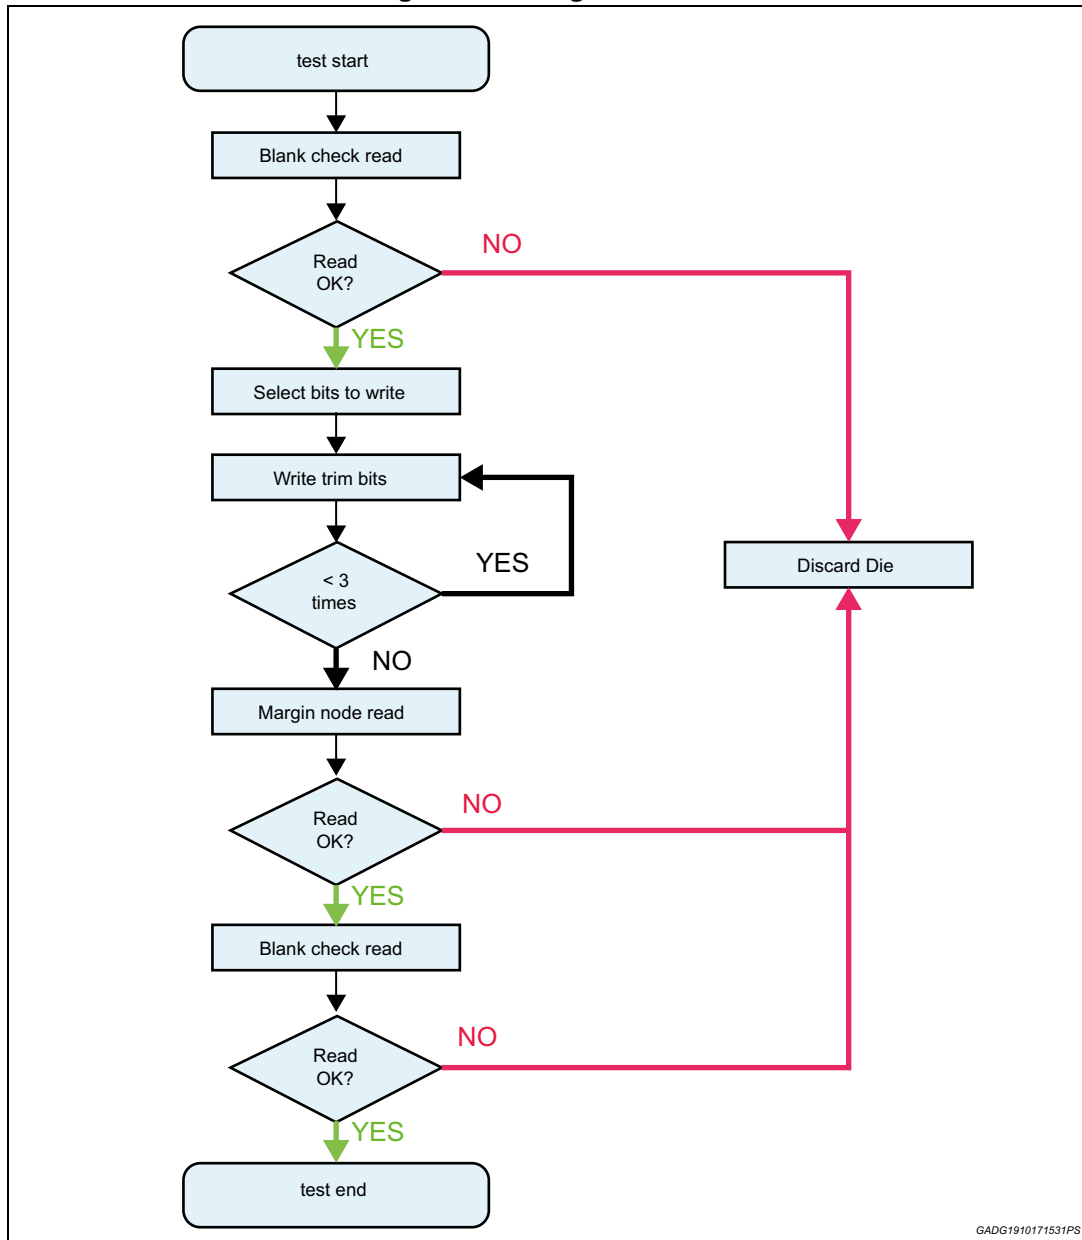 test start
Blank check read
Read
OK?
NO
YES
Select bits to write
Write trim bits
< 3
times
YES
Discard Die
NO
Margin node read
Read
OK?
NO
YES
Blank check read
Read
OK?
NO
YES
test end
GADG1910171531PS